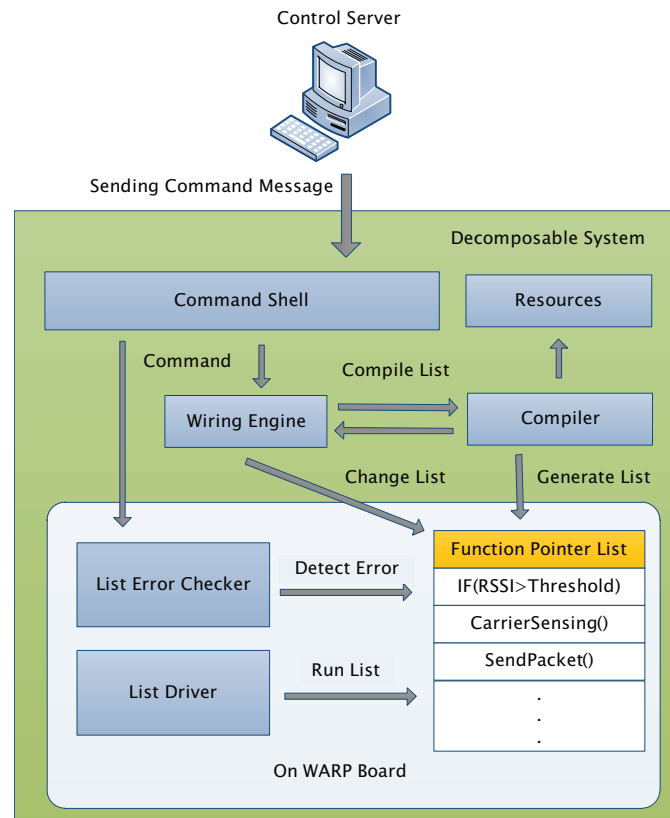 Control Server
Sending Command Message
Decomposable System
Command Shell
Resources
Command
Compile List
Wiring Engine
Compiler
Change List
Generate List
Function Pointer List
List Error Checker
Detect Error
IF(RSSI>Threshold)
CarrierSensing()
SendPacket()
List Driver
Run List
.
.
.
On WARP Board